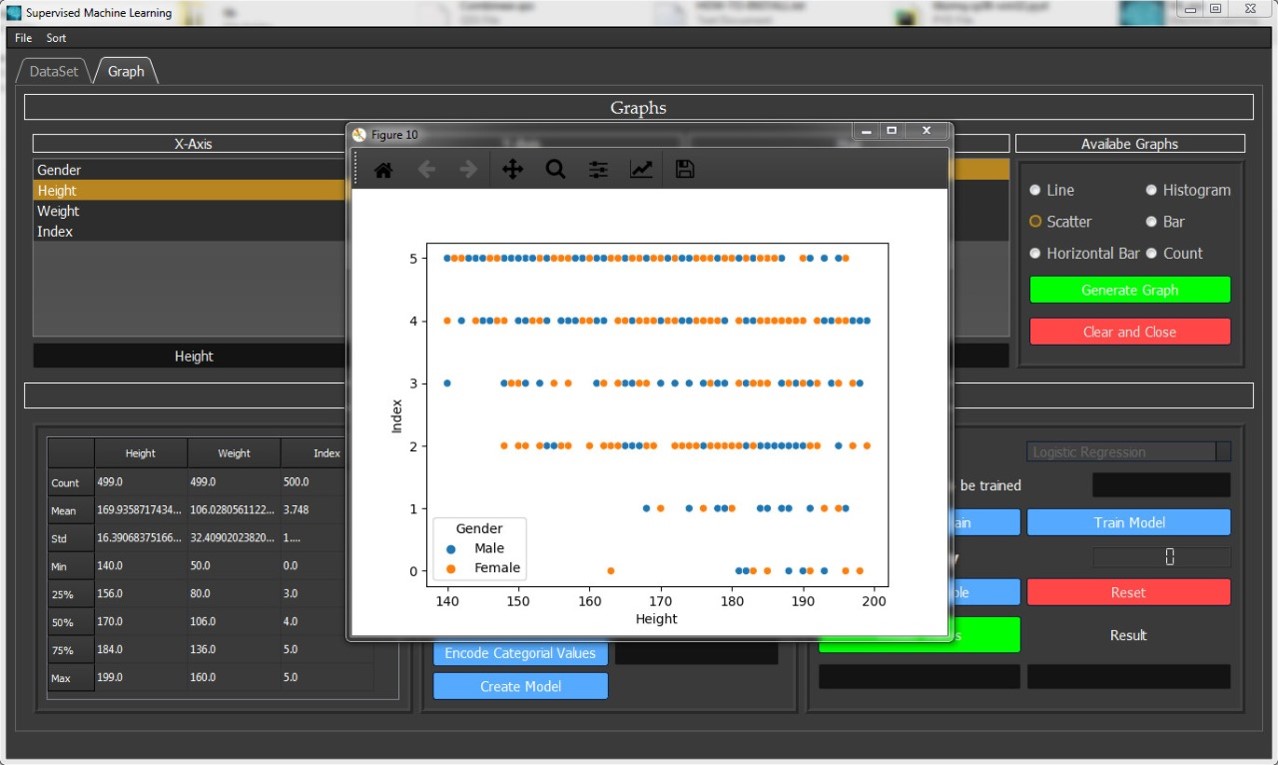 Supervised Machine Learning
File Sort
DataSet Graph
Graphs
X-Axis
Availabe Graphs
Gender
Height
Weight
Index
Height
Line Histogram
Scatter Bar
Horizontal Bar Count
Generate Graph
Clear and Close
Figure 10
5
4
3
2
1
0
Index
Gender
Male
Female
140 150 160 170 180 190 200
Height
Height Weight Index
Count 499.0 499.0 500.0
Mean 169.9358717434... 106.0280561122... 3.748
Std 16.39068375166... 32.40902023820... 1....
Min 140.0 50.0 0.0
25% 156.0 80.0 3.0
50% 170.0 106.0 4.0
75% 184.0 136.0 5.0
Max 199.0 160.0 5.0
Encode Categorial Values
Create Model
Logistic Regression
be trained
Train Model
0
Reset
Result